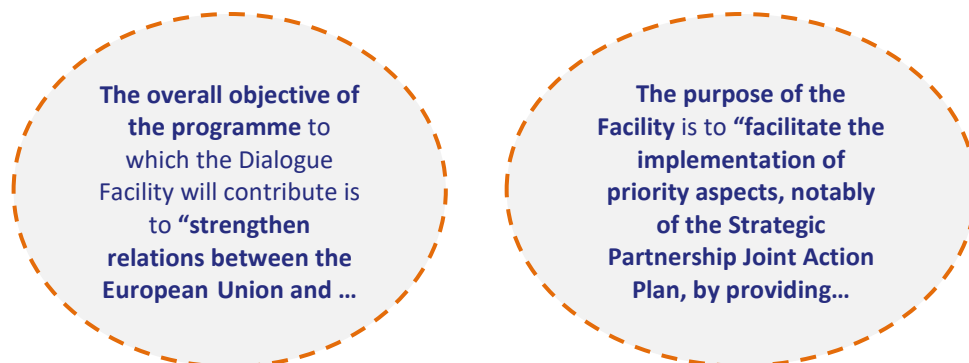 The overall objective of
the programme to
which the Dialogue
Facility will contribute is
to “strengthen
relations between the
European Union and …
The purpose of the
Facility is to “facilitate the
implementation of
priority aspects, notably
of the Strategic
Partnership Joint Action
Plan, by providing…